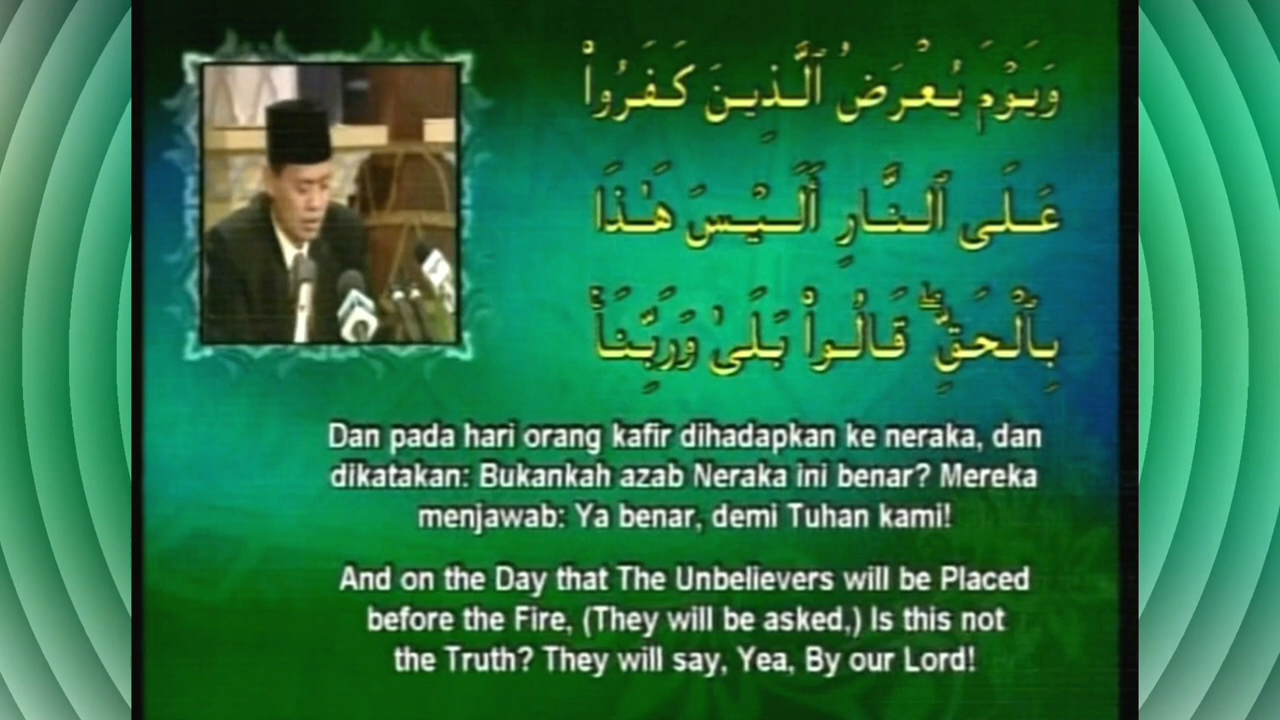 وَيَوْمَ يُعْرَضُ ٱلَّذِينَ كَفَرُوا۟
عَلَى ٱلنَّارِ أَلَيْسَ هَـٰذَا
بِٱلْحَقِّ ۖ قَالُوا۟ بَلَىٰ وَرَبِّنَا ۚ
Dan pada hari orang kafir dihadapkan ke neraka, dan
dikatakan: Bukankah azab Neraka ini benar? Mereka
menjawab: Ya benar, demi Tuhan kami!
And on the Day that The Unbelievers will be Placed
before the Fire, (They will be asked,) Is this not
the Truth? They will say, Yea, By our Lord!